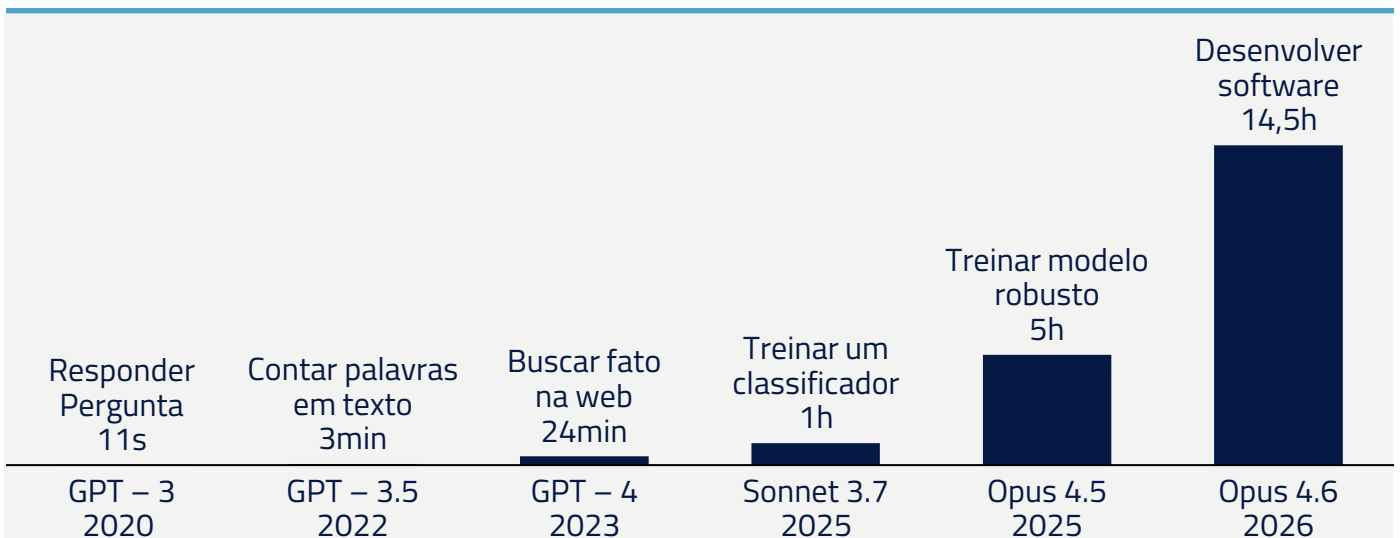 Desenvolver
software
14,5h
Treinar modelo
robusto
5h
Treinar um
classificador
1h
Buscar fato
na web
24min
Contar palavras
em texto
3min
Responder
Pergunta
11s
GPT – 3
2020
GPT – 3.5
2022
GPT – 4
2023
Sonnet 3.7
2025
Opus 4.5
2025
Opus 4.6
2026